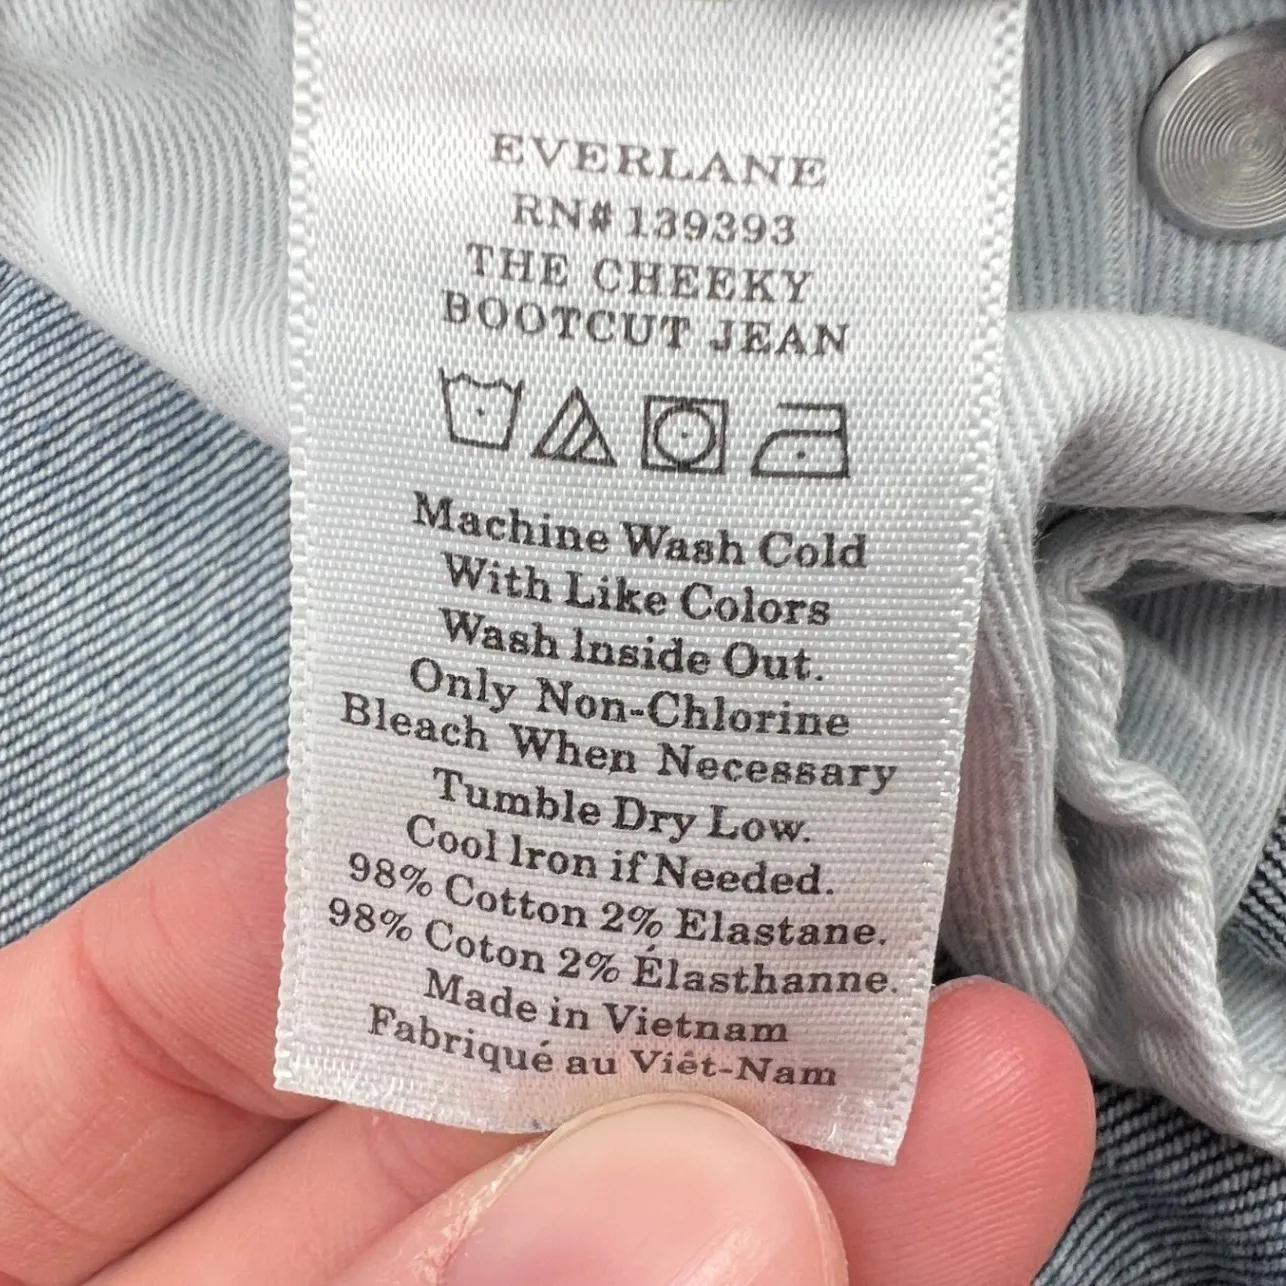 EVERLANE
RN# 139393
THE CHEEKY
BOOTCUT JEAN
Machine Wash Cold
With Like Colors
Wash Inside Out.
Only Non-Chlorine
Bleach When Necessary
Tumble Dry Low.
Cool Iron if Needed.
98% Cotton 2% Elastane.
98% Coton 2% Élasthanne.
Made in Vietnam
Fabriqué au Viêt-Nam